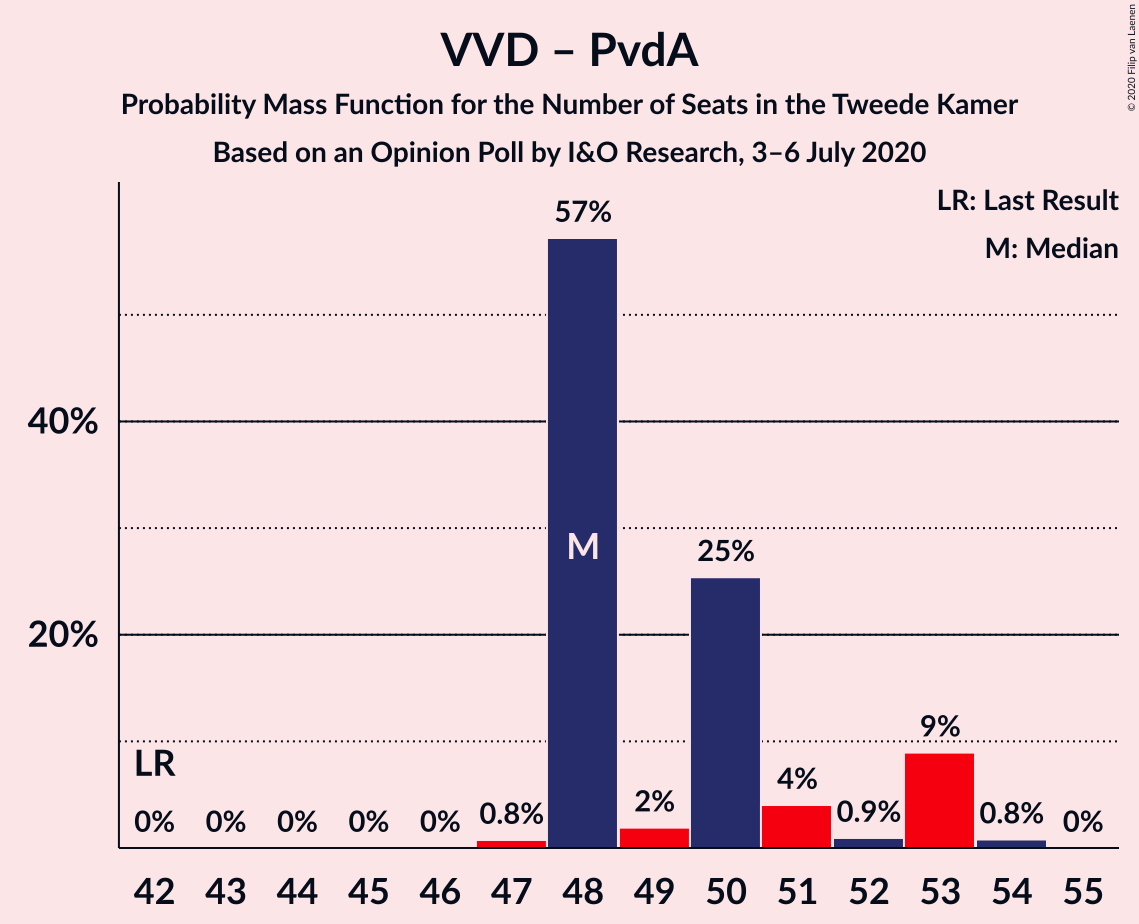 VVD – PvdA
Probability Mass Function for the Number of Seats in the Tweede Kamer
Based on an Opinion Poll by I&O Research, 3–6 July 2020
© 2020 Filip van Laenen
LR: Last Result
M: Median
57%
40%
M
25%
20%
9%
LR
4%
0% 0% 0% 0% 0% 0.8% 2% 0.9% 0.8% 0%
42 43 44 45 46 47 48 49 50 51 52 53 54 55